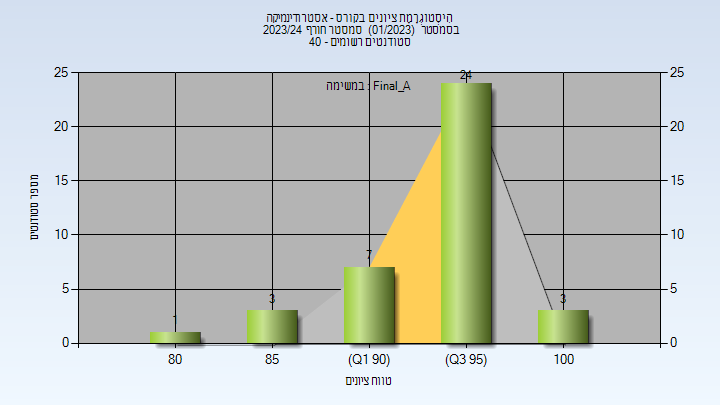 היסטוגרמת ציונים בקורס - אסטרודינמיקה
בסמסטר (01/2023) סמסטר חורף 2023/24
סטודנטים רשומים - 40
במשימה : Final_A
25
20
15
10
5
0
25
20
15
10
5
0
מספר סטודנטים
1
3
7
24
3
80
85
(Q1 90)
(Q3 95)
100
טווח ציונים